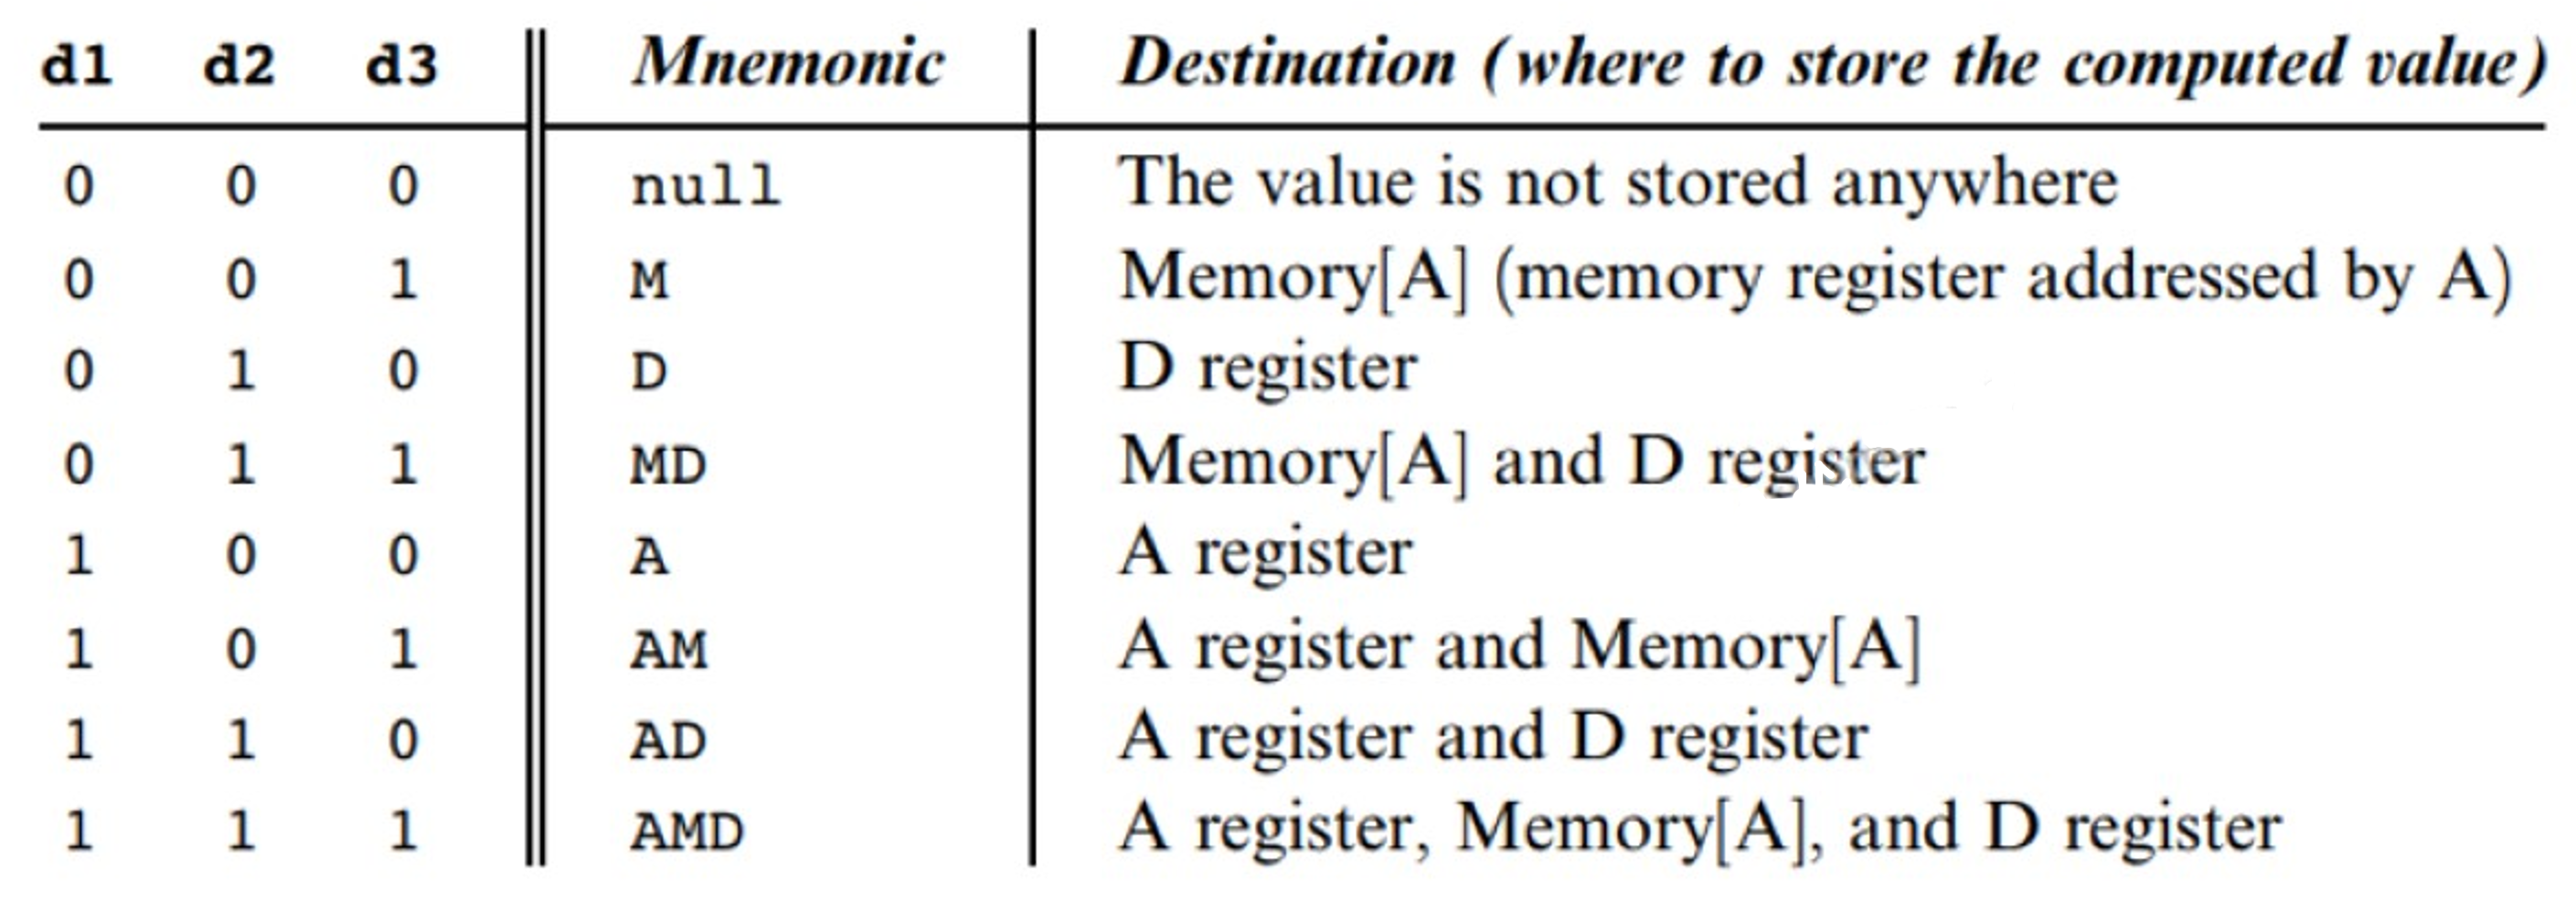 d1 d2 d3 Mnemonic Destination (where to store the computed value)
0 0 0 null The value is not stored anywhere
0 0 1 M Memory[A] (memory register addressed by A)
0 1 0 D D register
0 1 1 MD Memory[A] and D register
1 0 0 A A register
1 0 1 AM A register and Memory[A]
1 1 0 AD A register and D register
1 1 1 AMD A register, Memory[A], and D register